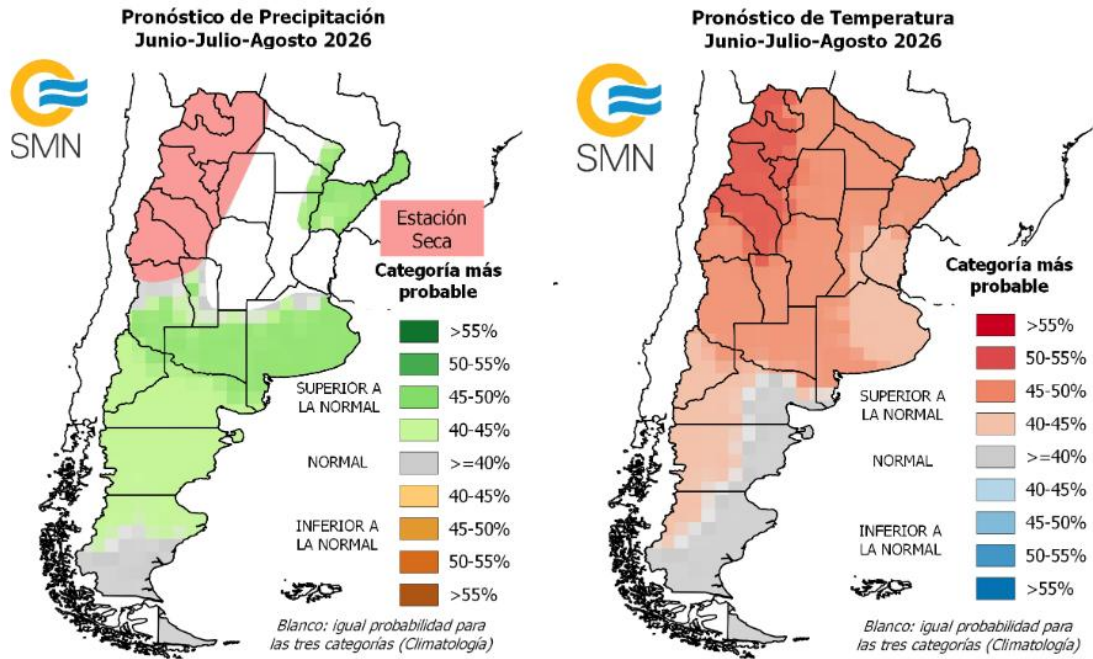 Pronóstico de Precipitación
Junio-Julio-Agosto 2026
SMN
Estación
Seca
Categoría más
probable
>55%
50-55%
SUPERIOR A
LA NORMAL
45-50%
40-45%
NORMAL
>=40%
40-45%
INFERIOR A
LA NORMAL
45-50%
50-55%
>55%
Blanco: igual probabilidad para
las tres categorías (Climatología)
Pronóstico de Temperatura
Junio-Julio-Agosto 2026
SMN
Categoría más
probable
>55%
50-55%
SUPERIOR A
LA NORMAL
45-50%
40-45%
NORMAL
>=40%
40-45%
INFERIOR A
LA NORMAL
45-50%
50-55%
>55%
Blanco: igual probabilidad para
las tres categorías (Climatología)